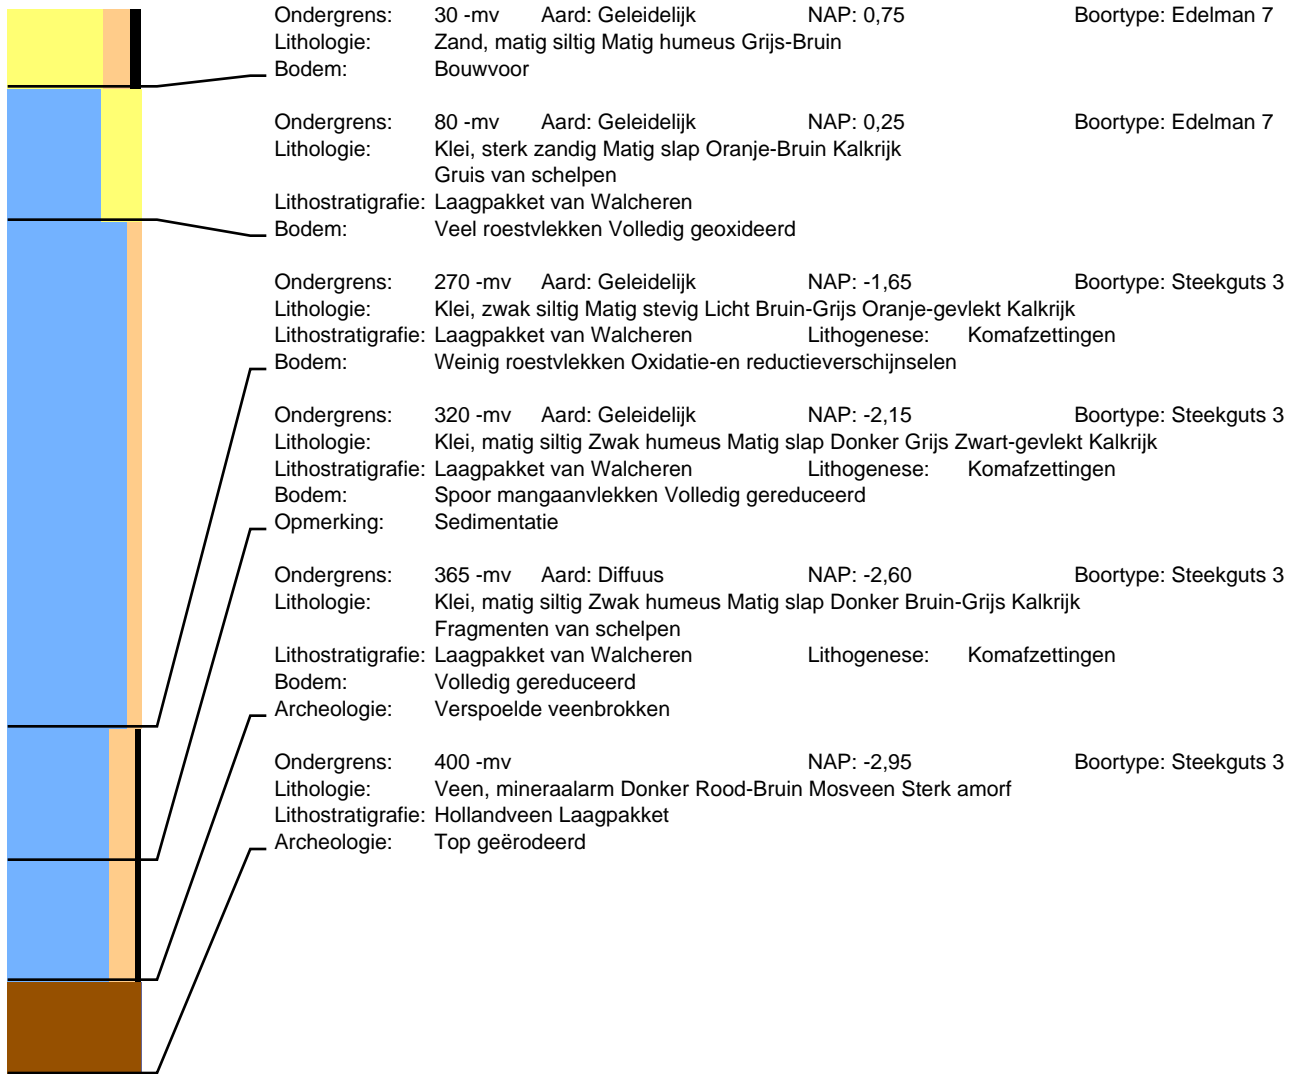 Ondergrens: 30 -mv Aard: Geleidelijk NAP: 0,75 Boortype: Edelman 7
Lithologie: Zand, matig siltig Matig humeus Grijs-Bruin
Bodem: Bouwvoor
Ondergrens: 80 -mv Aard: Geleidelijk NAP: 0,25 Boortype: Edelman 7
Lithologie: Klei, sterk zandig Matig slap Oranje-Bruin Kalkrijk
Gruis van schelpen
Lithostratigrafie: Laagpakket van Walcheren
Bodem: Veel roestvlekken Volledig geoxideerd
Ondergrens: 270 -mv Aard: Geleidelijk NAP: -1,65 Boortype: Steekguts 3
Lithologie: Klei, zwak siltig Matig stevig Licht Bruin-Grijs Oranje-gevlekt Kalkrijk
Lithostratigrafie: Laagpakket van Walcheren Lithogenese: Komafzettingen
Bodem: Weinig roestvlekken Oxidatie-en reductieverschijnselen
Ondergrens: 320 -mv Aard: Geleidelijk NAP: -2,15 Boortype: Steekguts 3
Lithologie: Klei, matig siltig Zwak humeus Matig slap Donker Grijs Zwart-gevlekt Kalkrijk
Lithostratigrafie: Laagpakket van Walcheren Lithogenese: Komafzettingen
Bodem: Spoor mangaanvlekken Volledig gereduceerd
Opmerking: Sedimentatie
Ondergrens: 365 -mv Aard: Diffuus NAP: -2,60 Boortype: Steekguts 3
Lithologie: Klei, matig siltig Zwak humeus Matig slap Donker Bruin-Grijs Kalkrijk
Fragmenten van schelpen
Lithostratigrafie: Laagpakket van Walcheren Lithogenese: Komafzettingen
Bodem: Volledig gereduceerd
Archeologie: Verspoelde veenbrokken
Ondergrens: 400 -mv NAP: -2,95 Boortype: Steekguts 3
Lithologie: Veen, mineraalarm Donker Rood-Bruin Mosveen Sterk amorf
Lithostratigrafie: Hollandveen Laagpakket
Archeologie: Top geërodeerd